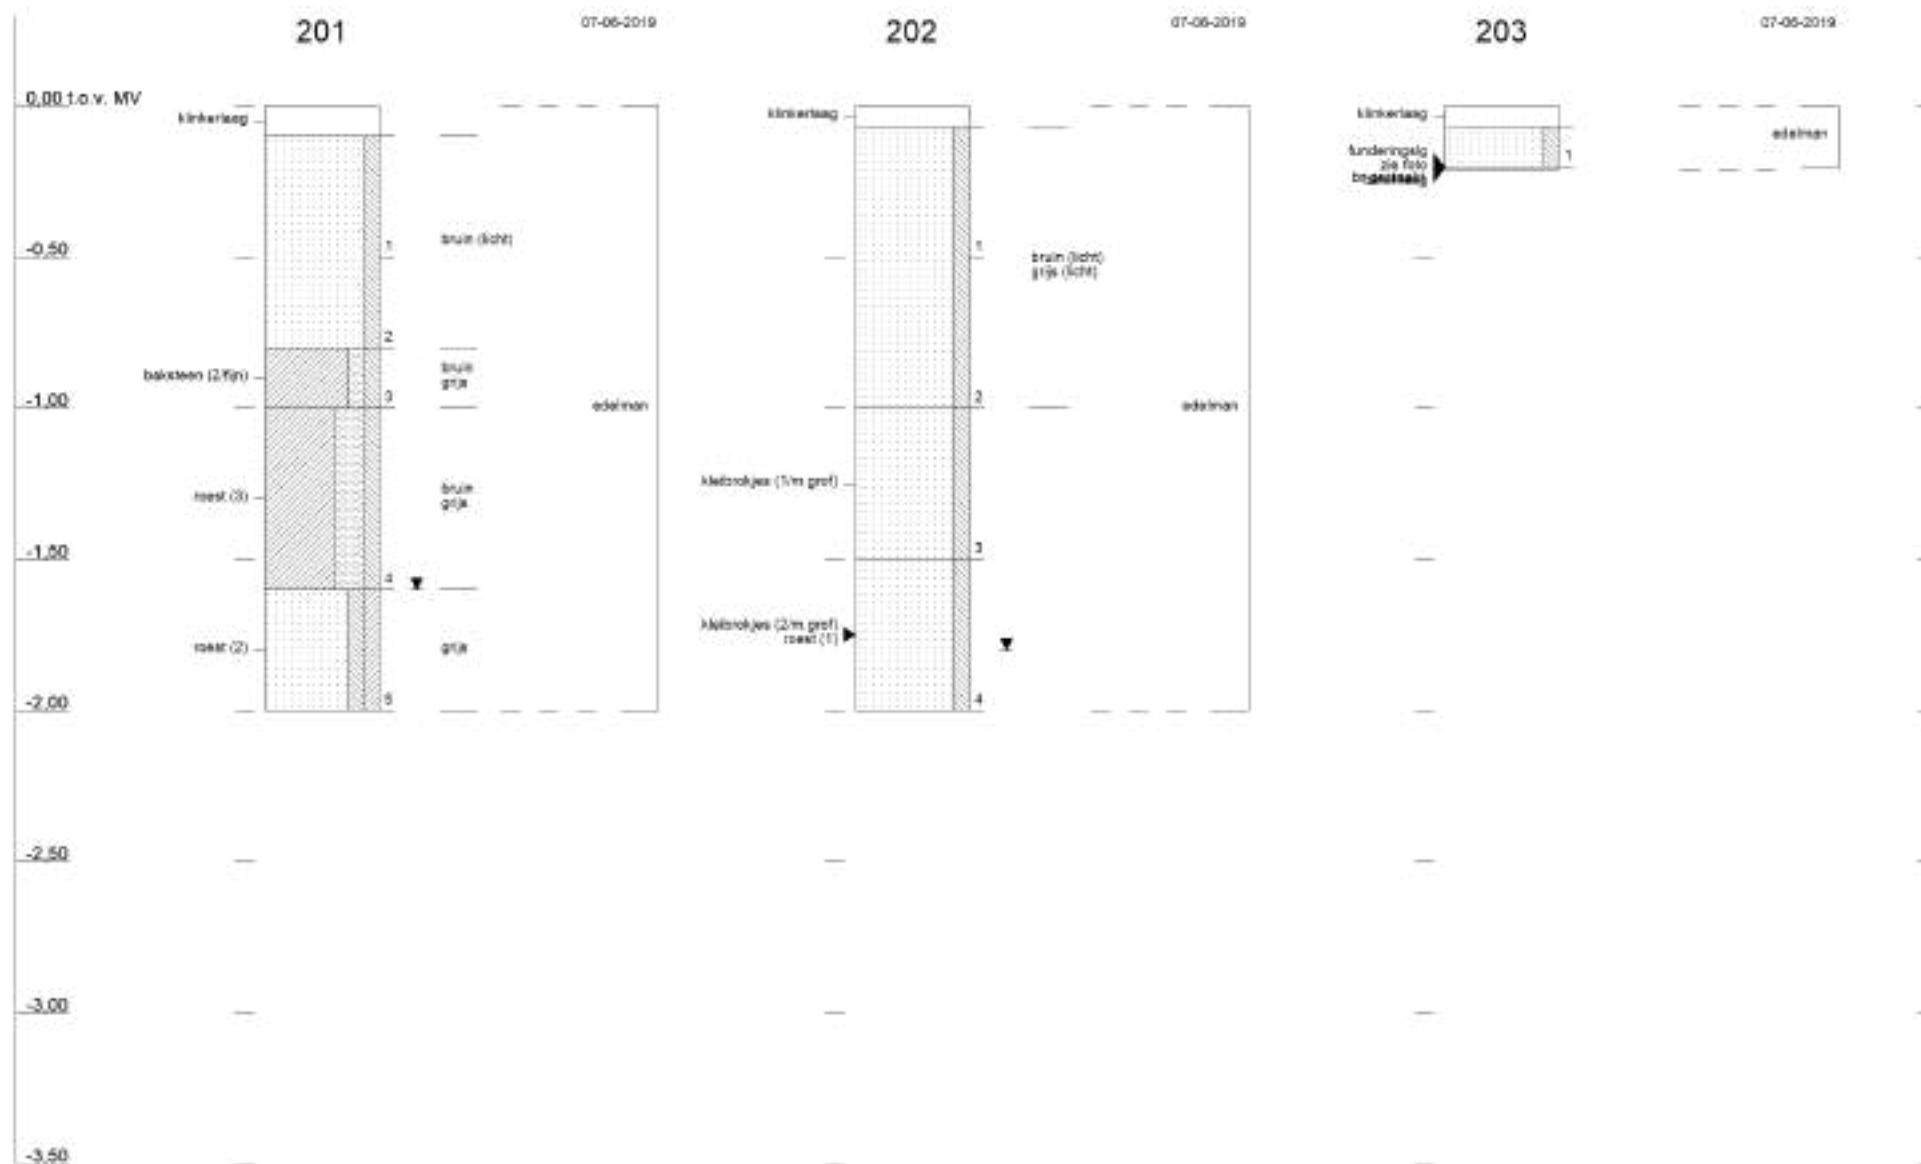 201
07-06-2019
202
07-06-2019
203
07-06-2019
0,00 t.o.v. MV
-0,50
-1,00
-1,50
-2,00
-2,50
-3,00
-3,50
klinkerlaag
baksteen (2/fijn)
roest (3)
roest (2)
1
2
3
4
5
bruin (licht)
bruin
grijs
bruin
grijs
grijs
edelman
klinkerlaag
kleibrokjes (1/m grof)
kleibrokjes (2/m grof)
roest (1)
1
2
3
4
bruin (licht)
grijs (licht)
edelman
klinkerlaag
funderingslg
zie foto
1
edelman